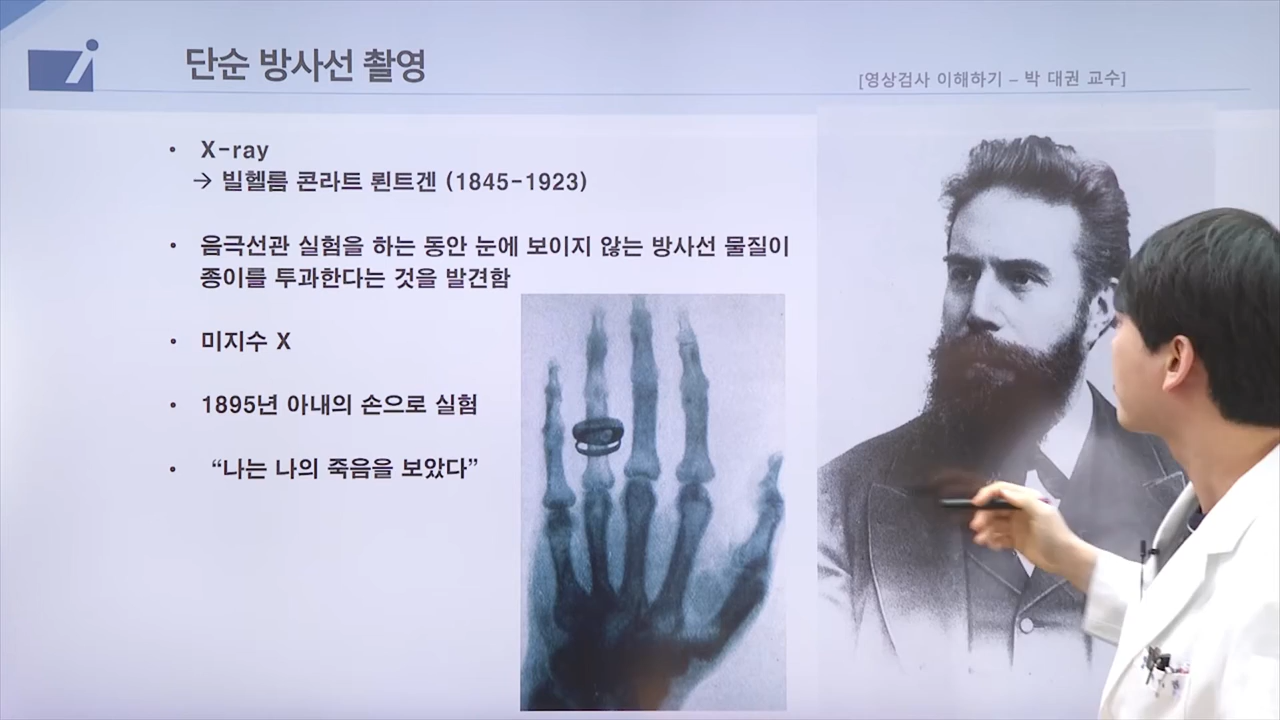 단순 방사선 촬영
[영상검사 이해하기 – 박 대권 교수]
• X-ray
→ 빌헬름 콘라트 뢴트겐 (1845-1923)
• 음극선관 실험을 하는 동안 눈에 보이지 않는 방사선 물질이
종이를 투과한다는 것을 발견함
• 미지수 X
• 1895년 아내의 손으로 실험
• “나는 나의 죽음을 보았다”